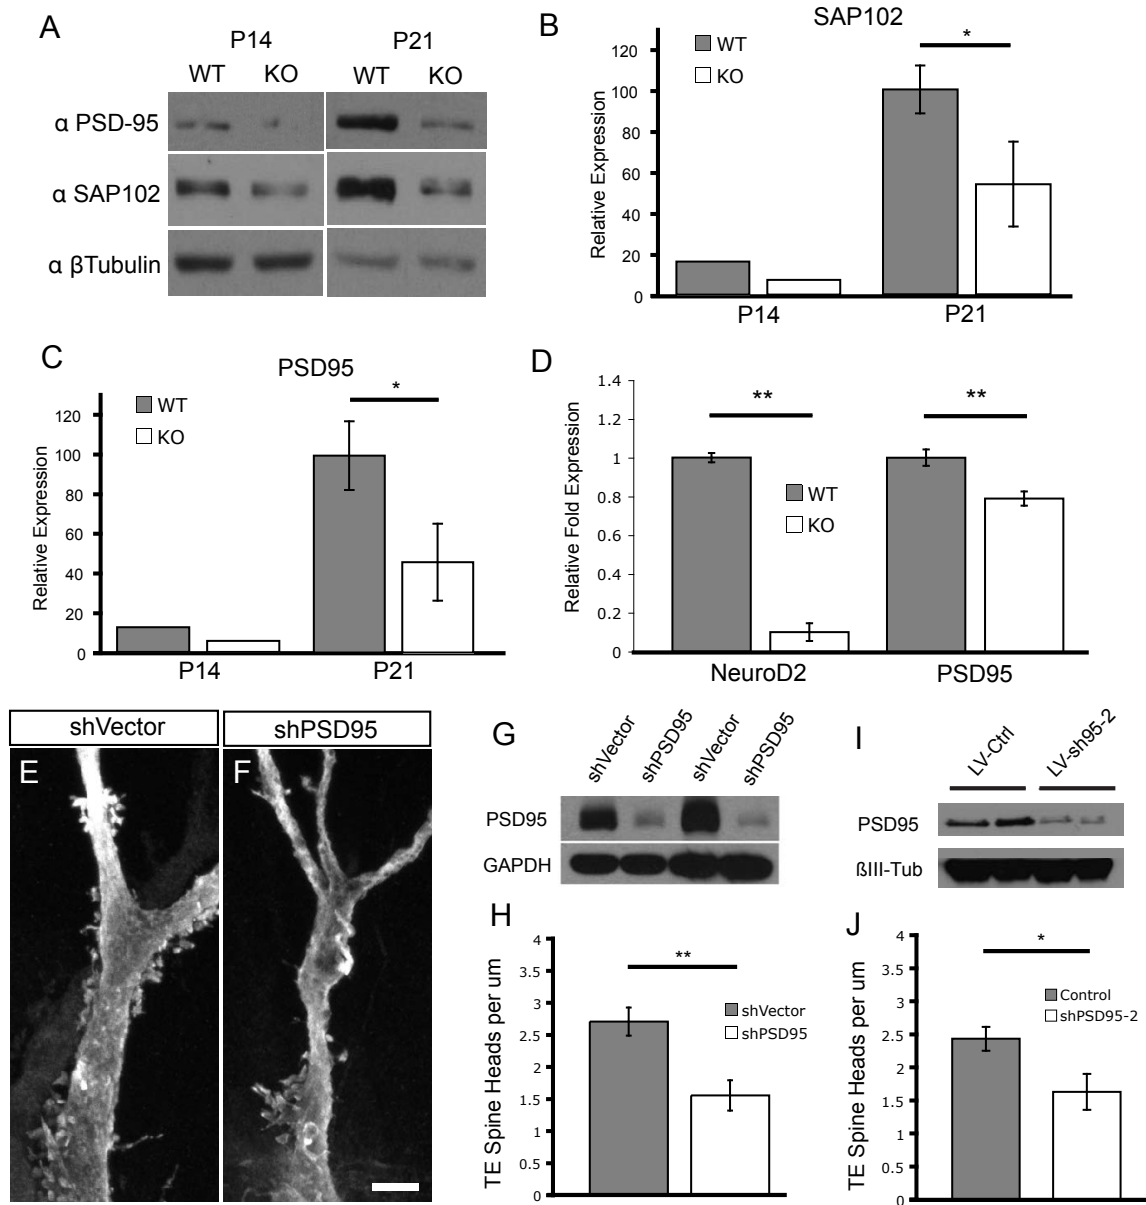 A
P14
P21
WT
KO
WT
KO
α PSD-95
α SAP102
α βTubulin
B
SAP102
WT
KO
*
Relative Expression
120
100
80
60
40
20
0
P14
P21
C
PSD95
WT
KO
*
Relative Expression
120
100
80
60
40
20
0
P14
P21
D
**
**
WT
KO
Relative Fold Expression
1.4
1.2
1
0.8
0.6
0.4
0.2
0
NeuroD2
PSD95
shVector
shPSD95
E
F
G
shVector
shPSD95
shVector
shPSD95
PSD95
GAPDH
H
**
shVector
shPSD95
TE Spine Heads per um
4
3.5
3
2.5
2
1.5
1
0.5
0
I
LV-Ctrl
LV-sh95-2
PSD95
ßIII-Tub
J
*
Control
shPSD95-2
TE Spine Heads per um
4
3.5
3
2.5
2
1.5
1
0.5
0